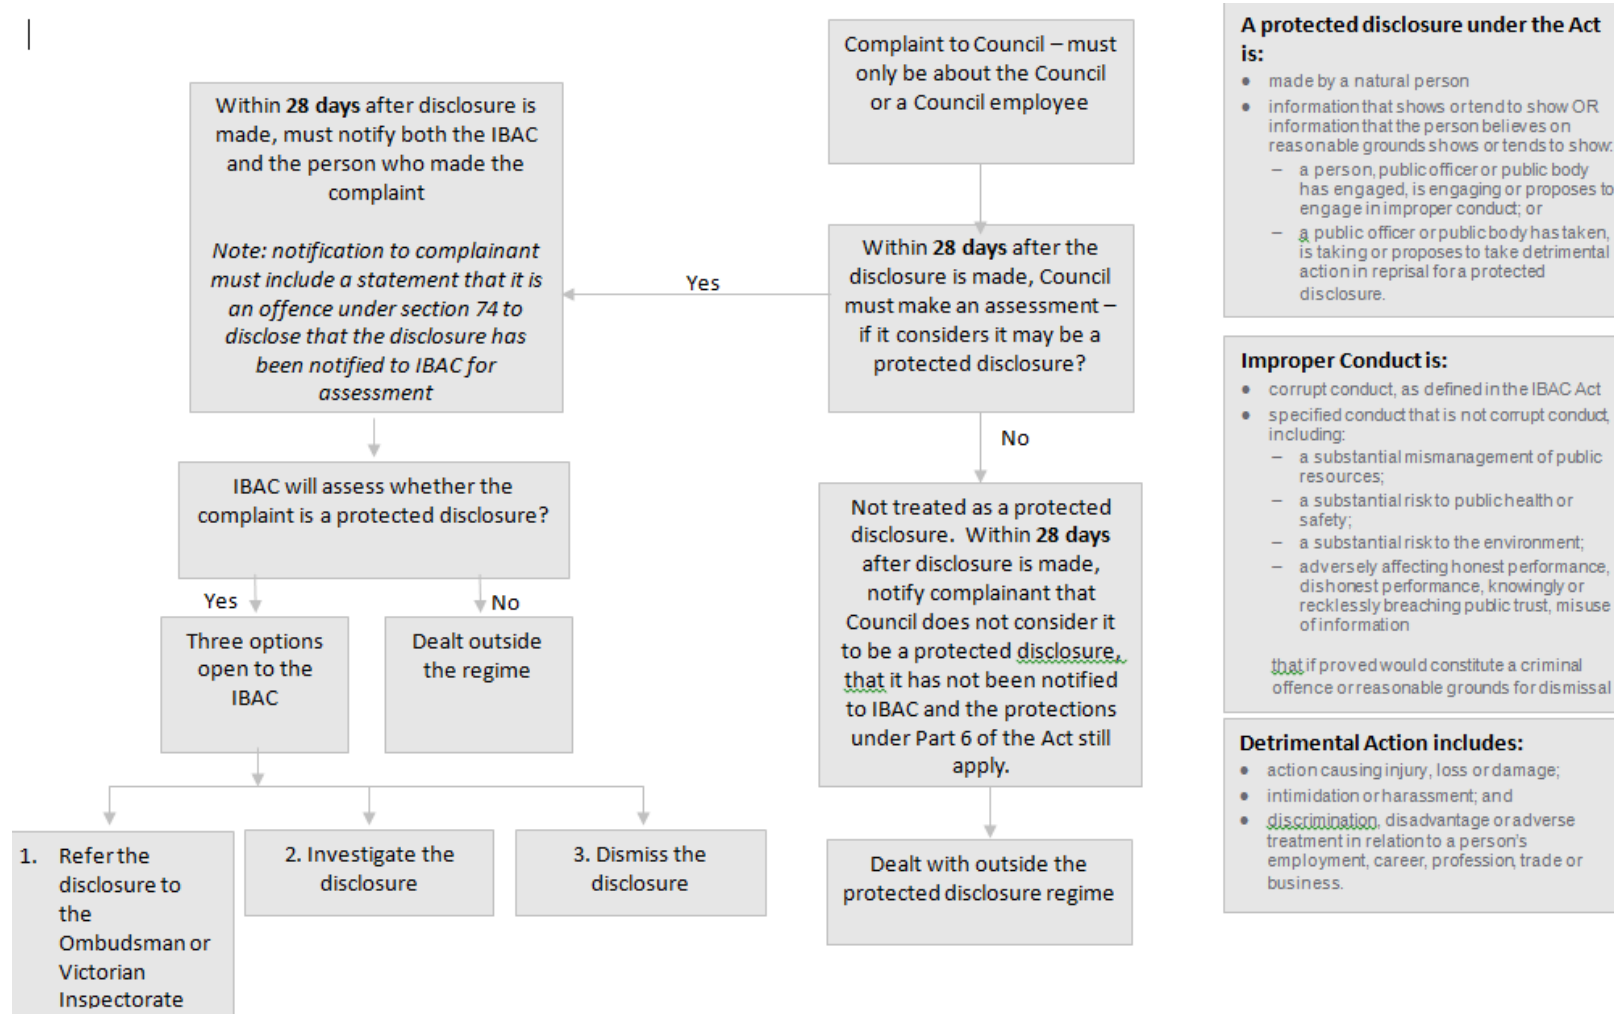 Complaint to Council – must
only be about the Council
or a Council employee
Within 28 days after the
disclosure is made, Council
must make an assessment –
if it considers it may be a
protected disclosure?
Yes
Within 28 days after disclosure is
made, must notify both the IBAC
and the person who made the
complaint
Note: notification to complainant
must include a statement that it is
an offence under section 74 to
disclose that the disclosure has
been notified to IBAC for
assessment
IBAC will assess whether the
complaint is a protected disclosure?
Yes
No
Three options
open to the
IBAC
Dealt outside
the regime
1. Refer the
disclosure to
the
Ombudsman or
Victorian
Inspectorate
2. Investigate the
disclosure
3. Dismiss the
disclosure
No
Not treated as a protected
disclosure. Within 28 days
after disclosure is made,
notify complainant that
Council does not consider it
to be a protected disclosure,
that it has not been notified
to IBAC and the protections
under Part 6 of the Act still
apply.
Dealt with outside the
protected disclosure regime
A protected disclosure under the Act
is:
● made by a natural person
● information that shows or tend to show OR
information that the person believes on
reasonable grounds shows or tends to show:
– a person, public officer or public body
has engaged, is engaging or proposes to
engage in improper conduct; or
– a public officer or public body has taken,
is taking or proposes to take detrimental
action in reprisal for a protected
disclosure.
Improper Conduct is:
● corrupt conduct, as defined in the IBAC Act
● specified conduct that is not corrupt conduct,
including:
– a substantial mismanagement of public
resources;
– a substantial risk to public health or
safety;
– a substantial risk to the environment;
– adversely affecting honest performance,
dishonest performance, knowingly or
recklessly breaching public trust, misuse
of information
that if proved would constitute a criminal
offence or reasonable grounds for dismissal
Detrimental Action includes:
● action causing injury, loss or damage;
● intimidation or harassment; and
● discrimination, disadvantage or adverse
treatment in relation to a person's
employment, career, profession, trade or
business.